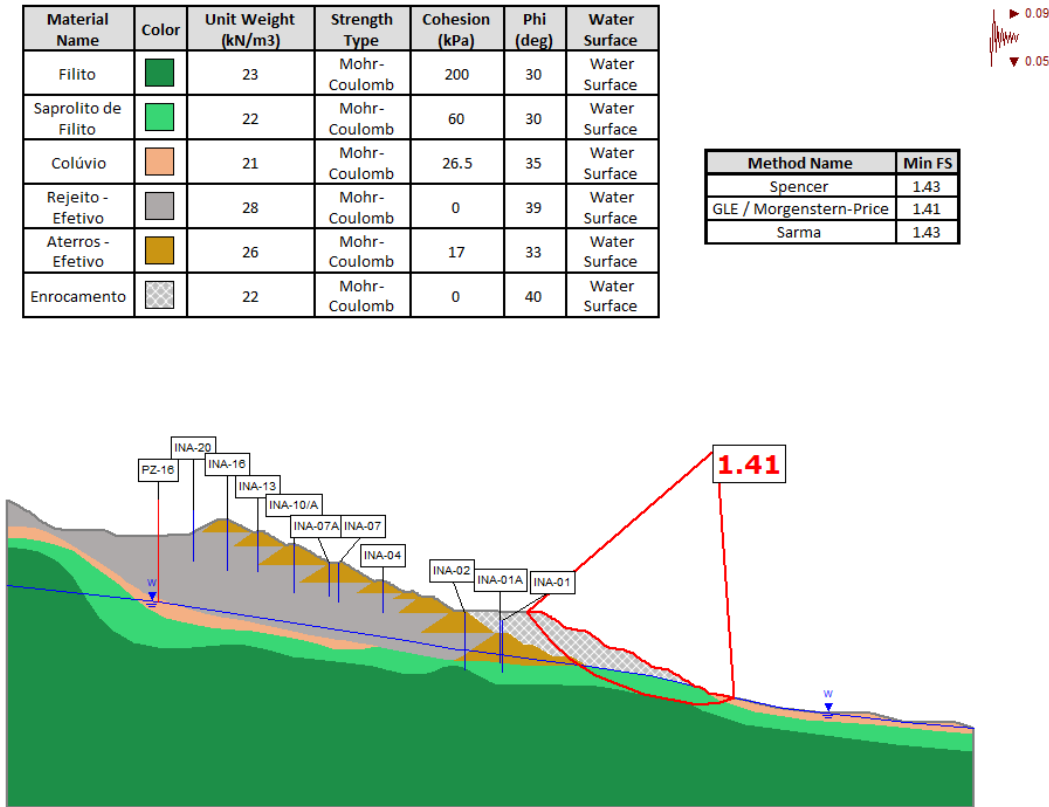 Material Name Color Unit Weight (kN/m3) Strength Type Cohesion (kPa) Phi (deg) Water Surface
Filito 23 Mohr-Coulomb 200 30 Water Surface
Saprolito de Filito 22 Mohr-Coulomb 60 30 Water Surface
Colúvio 21 Mohr-Coulomb 26.5 35 Water Surface
Rejeito - Efetivo 28 Mohr-Coulomb 0 39 Water Surface
Aterros - Efetivo 26 Mohr-Coulomb 17 33 Water Surface
Enrocamento 22 Mohr-Coulomb 0 40 Water Surface
0.09
0.05
Method Name Min FS
Spencer 1.43
GLE / Morgenstern-Price 1.41
Sarma 1.43
PZ-16
INA-20
INA-16
INA-13
INA-10/A
INA-07A
INA-07
INA-04
INA-02
INA-01A
INA-01
1.41
W
W